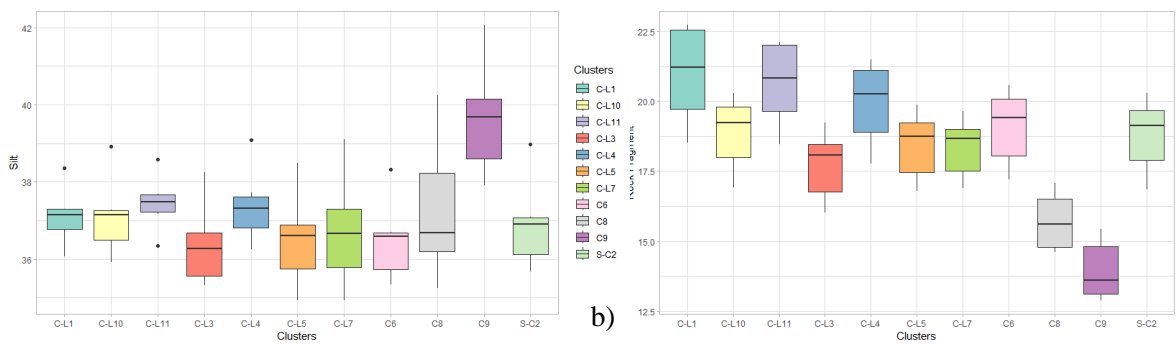 42
40
38
36
Silt
C-L1 C-L10 C-L11 C-L3 C-L4 C-L5 C-L7 C6 C8 C9 S-C2
Clusters
Clusters
C-L1
C-L10
C-L11
C-L3
C-L4
C-L5
C-L7
C6
C8
C9
S-C2
b)
22.5
20.0
17.5
15.0
12.5
Rock Fragment
C-L1 C-L10 C-L11 C-L3 C-L4 C-L5 C-L7 C6 C8 C9 S-C2
Clusters